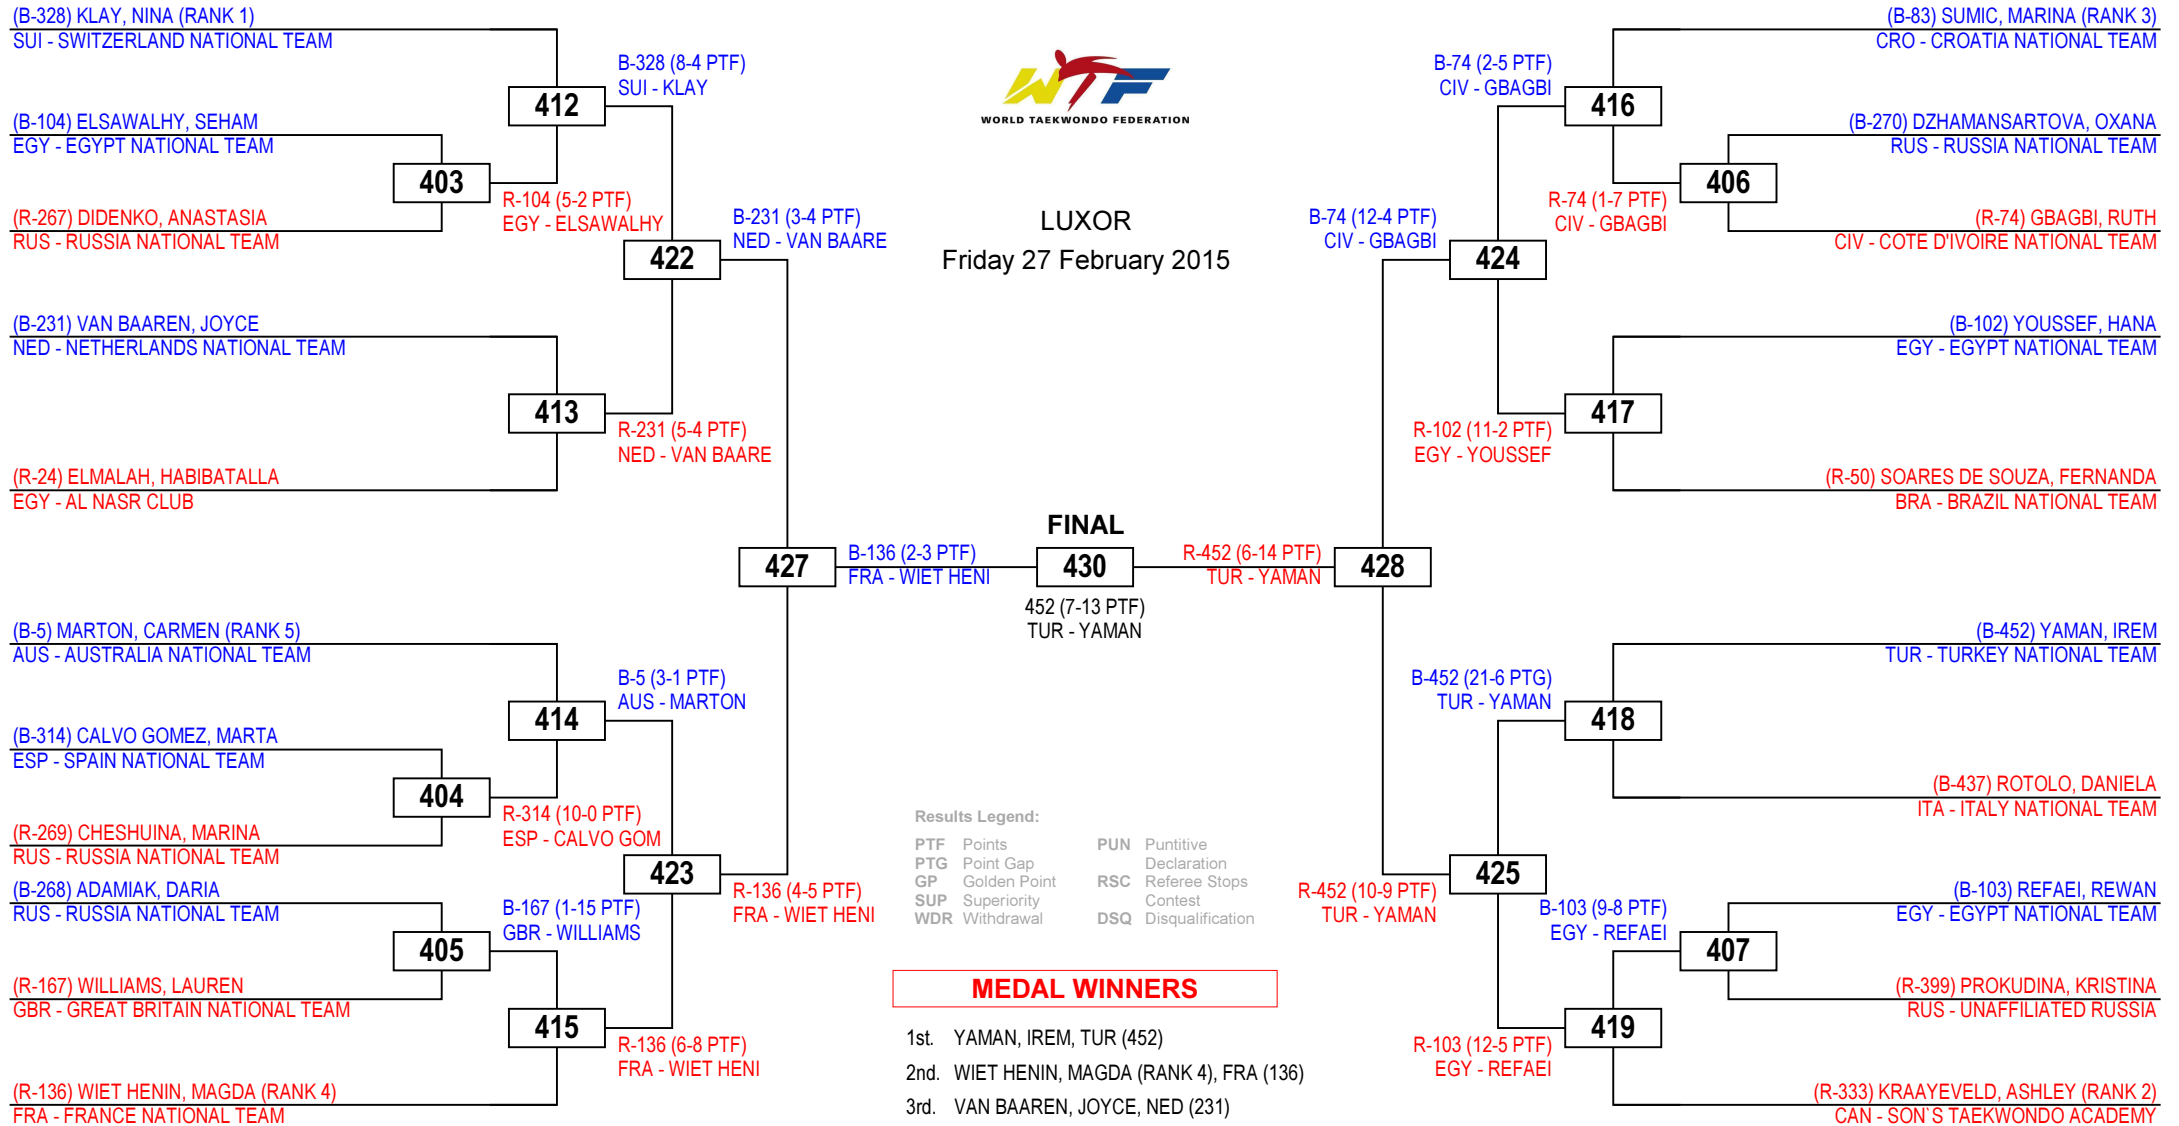 (B-328) KLAY, NINA (RANK 1)
SUI - SWITZERLAND NATIONAL TEAM
412
B-328 (8-4 PTF)
SUI - KLAY
(B-104) ELSAWALHY, SEHAM
EGY - EGYPT NATIONAL TEAM
403
R-104 (5-2 PTF)
EGY - ELSAWALHY
(R-267) DIDENKO, ANASTASIA
RUS - RUSSIA NATIONAL TEAM
422
B-231 (3-4 PTF)
NED - VAN BAARE
(B-231) VAN BAAREN, JOYCE
NED - NETHERLANDS NATIONAL TEAM
413
R-231 (5-4 PTF)
NED - VAN BAARE
(R-24) ELMALAH, HABIBATALLA
EGY - AL NASR CLUB
427
B-136 (2-3 PTF)
FRA - WIET HENI
(B-5) MARTON, CARMEN (RANK 5)
AUS - AUSTRALIA NATIONAL TEAM
414
B-5 (3-1 PTF)
AUS - MARTON
(B-314) CALVO GOMEZ, MARTA
ESP - SPAIN NATIONAL TEAM
404
R-314 (10-0 PTF)
ESP - CALVO GOM
(R-269) CHESHUINA, MARINA
RUS - RUSSIA NATIONAL TEAM
423
R-136 (4-5 PTF)
FRA - WIET HENI
(B-268) ADAMIAK, DARIA
RUS - RUSSIA NATIONAL TEAM
405
B-167 (1-15 PTF)
GBR - WILLIAMS
(R-167) WILLIAMS, LAUREN
GBR - GREAT BRITAIN NATIONAL TEAM
415
R-136 (6-8 PTF)
FRA - WIET HENI
(R-136) WIET HENIN, MAGDA (RANK 4)
FRA - FRANCE NATIONAL TEAM
WTF
WORLD TAEKWONDO FEDERATION
LUXOR
Friday 27 February 2015
FINAL
430
452 (7-13 PTF)
TUR - YAMAN
Results Legend:
PTF Points PUN Puntitive
PTG Point Gap Declaration
GP Golden Point RSC Referee Stops
SUP Superiority Contest
WDR Withdrawal DSQ Disqualification
MEDAL WINNERS
1st. YAMAN, IREM, TUR (452)
2nd. WIET HENIN, MAGDA (RANK 4), FRA (136)
3rd. VAN BAAREN, JOYCE, NED (231)
(B-83) SUMIC, MARINA (RANK 3)
CRO - CROATIA NATIONAL TEAM
B-74 (2-5 PTF)
CIV - GBAGBI
416
(B-270) DZHAMANSARTOVA, OXANA
RUS - RUSSIA NATIONAL TEAM
R-74 (1-7 PTF)
CIV - GBAGBI
406
(R-74) GBAGBI, RUTH
CIV - COTE D'IVOIRE NATIONAL TEAM
B-74 (12-4 PTF)
CIV - GBAGBI
424
(B-102) YOUSSEF, HANA
EGY - EGYPT NATIONAL TEAM
R-102 (11-2 PTF)
EGY - YOUSSEF
417
(R-50) SOARES DE SOUZA, FERNANDA
BRA - BRAZIL NATIONAL TEAM
R-452 (6-14 PTF)
TUR - YAMAN
428
(B-452) YAMAN, IREM
TUR - TURKEY NATIONAL TEAM
B-452 (21-6 PTG)
TUR - YAMAN
418
(B-437) ROTOLO, DANIELA
ITA - ITALY NATIONAL TEAM
R-452 (10-9 PTF)
TUR - YAMAN
425
(B-103) REFAEI, REWAN
EGY - EGYPT NATIONAL TEAM
B-103 (9-8 PTF)
EGY - REFAEI
407
(R-399) PROKUDINA, KRISTINA
RUS - UNAFFILIATED RUSSIA
R-103 (12-5 PTF)
EGY - REFAEI
419
(R-333) KRAAYEVELD, ASHLEY (RANK 2)
CAN - SON`S TAEKWONDO ACADEMY